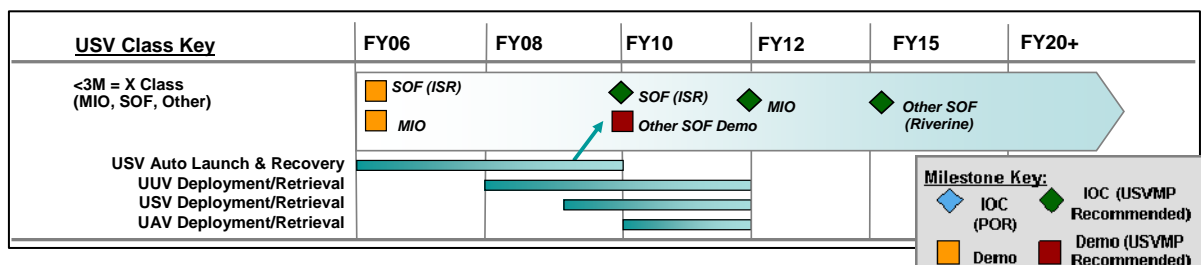 USV Class Key FY06 FY08 FY10 FY12 FY15 FY20+
<3M = X Class
(MIO, SOF, Other)
SOF (ISR)
MIO
SOF (ISR)
Other SOF Demo
MIO
Other SOF
(Riverine)
USV Auto Launch & Recovery
UUV Deployment/Retrieval
USV Deployment/Retrieval
UAV Deployment/Retrieval
Milestone Key:
IOC
(POR)
IOC (USVMP
Recommended)
Demo
Demo (USVMP
Recommended)